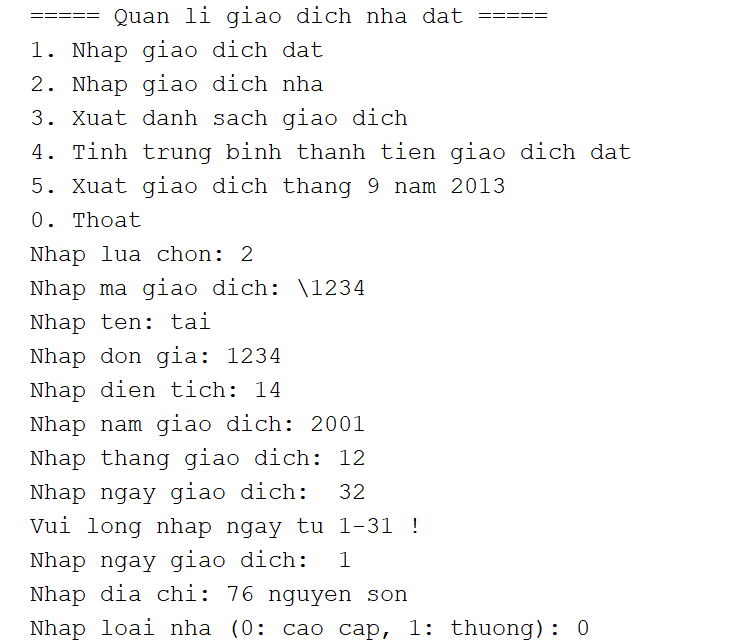 ===== Quan li giao dich nha dat =====
1. Nhap giao dich dat
2. Nhap giao dich nha
3. Xuat danh sach giao dich
4. Tinh trung binh thanh tien giao dich dat
5. Xuat giao dich thang 9 nam 2013
0. Thoat
Nhap lua chon: 2
Nhap ma giao dich: \1234
Nhap ten: tai
Nhap don gia: 1234
Nhap dien tich: 14
Nhap nam giao dich: 2001
Nhap thang giao dich: 12
Nhap ngay giao dich:  32
Vui long nhap ngay tu 1-31 !
Nhap ngay giao dich:  1
Nhap dia chi: 76 nguyen son
Nhap loai nha (0: cao cap, 1: thuong): 0